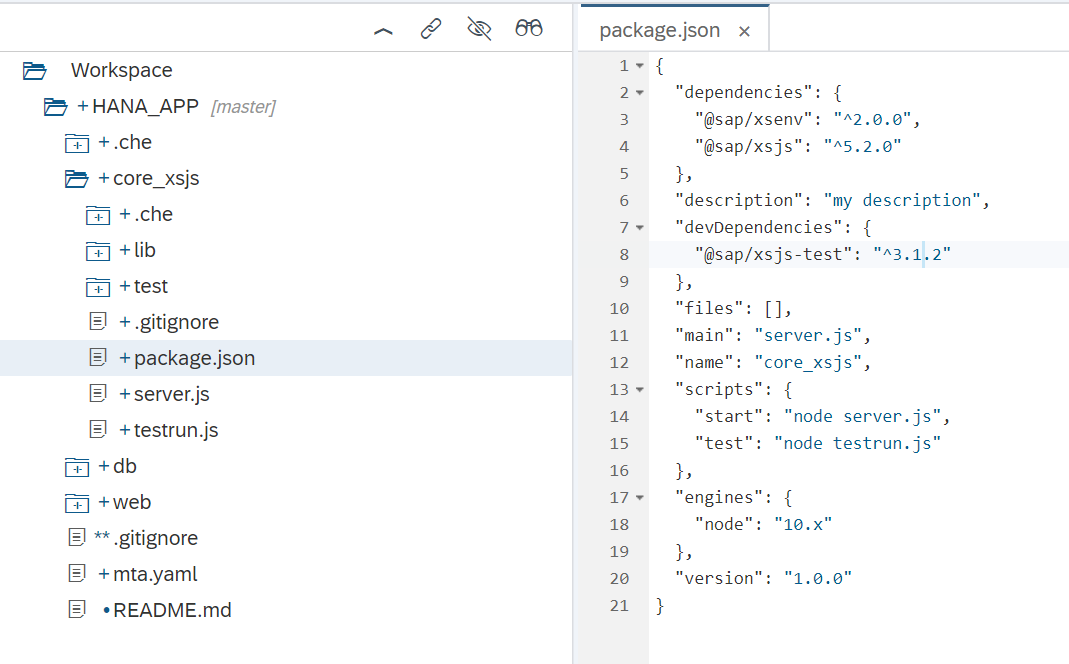 Workspace
+ HANA_APP [master]
+ .che
+ core_xsjs
+ .che
+ lib
+ test
+ .gitignore
+ package.json
+ server.js
+ testrun.js
+ db
+ web
** .gitignore
+ mta.yaml
• README.md
package.json ×
1 {
2 "dependencies": {
3 "@sap/xsenv": "^2.0.0",
4 "@sap/xsjs": "^5.2.0"
5 },
6 "description": "my description",
7 "devDependencies": {
8 "@sap/xsjs-test": "^3.1.2"
9 },
10 "files": [],
11 "main": "server.js",
12 "name": "core_xsjs",
13 "scripts": {
14 "start": "node server.js",
15 "test": "node testrun.js"
16 },
17 "engines": {
18 "node": "10.x"
19 },
20 "version": "1.0.0"
21 }